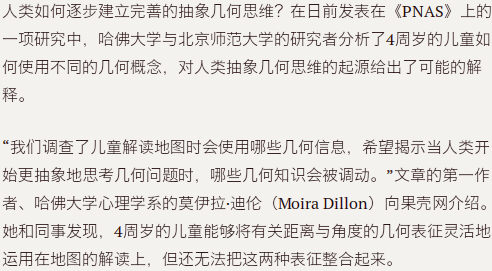 人类如何逐步建立完善的抽象几何思维？在日前发表在《PNAS》上的
一项研究中，哈佛大学与北京师范大学的研究者分析了4周岁的儿童如
何使用不同的几何概念，对人类抽象几何思维的起源给出了可能的解
释。
“我们调查了儿童解读地图时会使用哪些几何信息，希望揭示当人类开
始更抽象地思考几何问题时，哪些几何知识会被调动。”文章的第一作
者、哈佛大学心理学系的莫伊拉·迪伦（Moira Dillon）向果壳网介绍。
她和同事发现，4周岁的儿童能够将有关距离与角度的几何表征灵活地
运用在地图的解读上，但还无法把这两种表征整合起来。